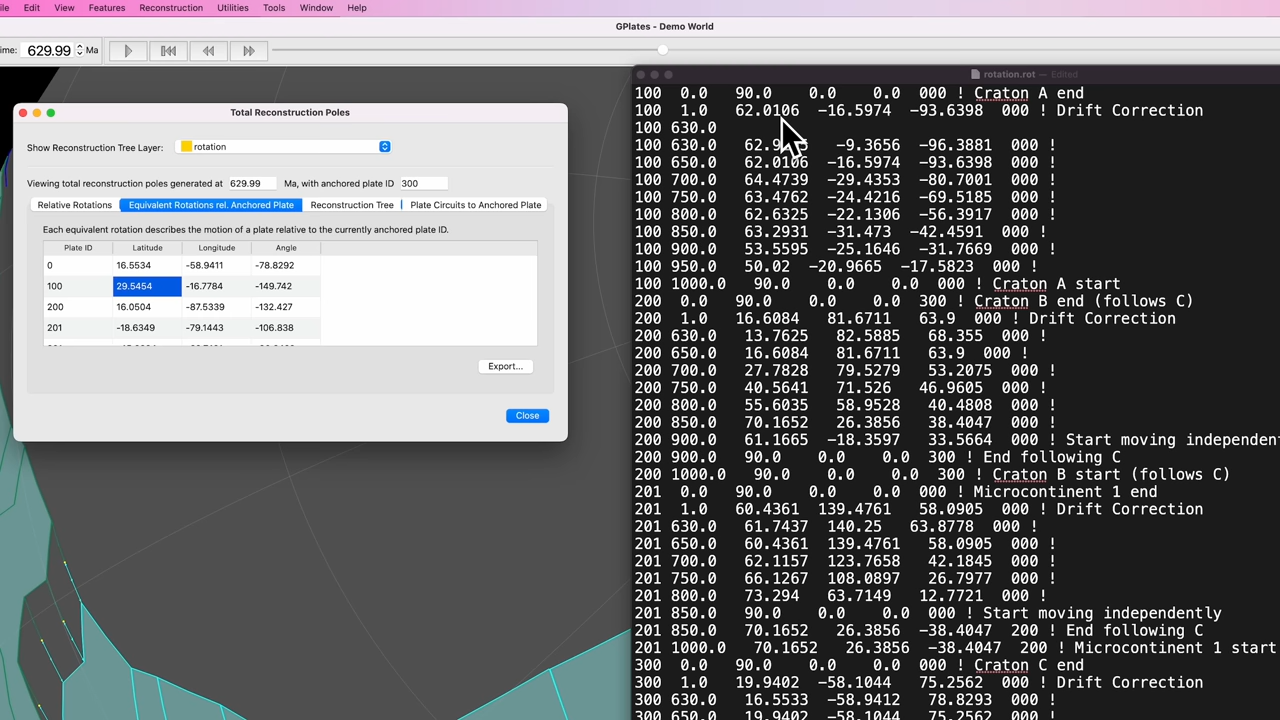 File Edit View Features Reconstruction Utilities Tools Window Help
GPlates - Demo World
Time: 629.99 Ma
rotation.rot — Edited
Total Reconstruction Poles
Show Reconstruction Tree Layer: rotation
Viewing total reconstruction poles generated at 629.99 Ma, with anchored plate ID 300
Relative Rotations Equivalent Rotations rel. Anchored Plate Reconstruction Tree Plate Circuits to Anchored Plate
Each equivalent rotation describes the motion of a plate relative to the currently anchored plate ID.
Plate ID Latitude Longitude Angle
0 16.5534 -58.9411 -78.8292
100 29.5454 -16.7784 -149.742
200 16.0504 -87.5339 -132.427
201 -18.6349 -79.1443 -106.838
Export...
Close
100 0.0 90.0 0.0 0.0 000 ! Craton A end
100 1.0 62.0106 -16.5974 -93.6398 000 ! Drift Correction
100 630.0
100 630.0 -9.3656 -96.3881 000 !
100 650.0 62.0106 -16.5974 -93.6398 000 !
100 700.0 64.4739 -29.4353 -80.7001 000 !
100 750.0 63.4762 -24.4216 -69.5185 000 !
100 800.0 62.6325 -22.1306 -56.3917 000 !
100 850.0 63.2931 -31.473 -42.4591 000 !
100 900.0 53.5595 -25.1646 -31.7669 000 !
100 950.0 50.02 -20.9665 -17.5823 000 !
100 1000.0 90.0 0.0 0.0 000 ! Craton A start
200 0.0 90.0 0.0 0.0 300 ! Craton B end (follows C)
200 1.0 16.6084 81.6711 63.9 000 ! Drift Correction
200 630.0 13.7625 82.5885 68.355 000 !
200 650.0 16.6084 81.6711 63.9 000 !
200 700.0 27.7828 79.5279 53.2075 000 !
200 750.0 40.5641 71.526 46.9605 000 !
200 800.0 55.6035 58.9528 40.4808 000 !
200 850.0 70.1652 26.3856 38.4047 000 !
200 900.0 61.1665 -18.3597 33.5664 000 ! Start moving independent
200 900.0 90.0 0.0 0.0 300 ! End following C
200 1000.0 90.0 0.0 0.0 300 ! Craton B start (follows C)
201 0.0 90.0 0.0 0.0 000 ! Microcontinent 1 end
201 1.0 60.4361 139.4761 58.0905 000 ! Drift Correction
201 630.0 61.7437 140.25 63.8778 000 !
201 650.0 60.4361 139.4761 58.0905 000 !
201 700.0 62.1157 123.7658 42.1845 000 !
201 750.0 66.1267 108.0897 26.7977 000 !
201 800.0 73.294 63.7149 12.7721 000 !
201 850.0 90.0 0.0 0.0 000 ! Start moving independently
201 850.0 70.1652 26.3856 -38.4047 200 ! End following C
201 1000.0 70.1652 26.3856 -38.4047 200 ! Microcontinent 1 start
300 0.0 90.0 0.0 0.0 000 ! Craton C end
300 1.0 19.9402 -58.1044 75.2562 000 ! Drift Correction
300 630.0 16.5533 -58.9412 78.8293 000 !
300 650.0 19.9402 -58.1044 75.2562 000 !